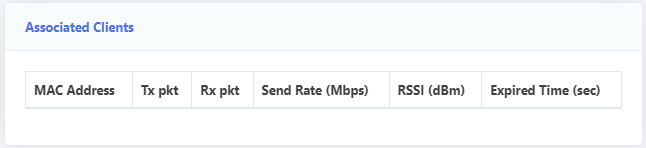 Associated Clients
MAC Address Tx pkt Rx pkt Send Rate (Mbps) RSSI (dBm) Expired Time (sec)